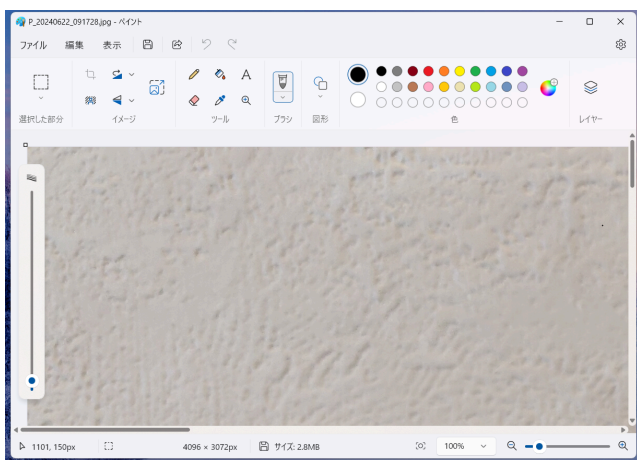 P_20240622_091728.jpg - ペイント
ファイル 編集 表示
選択した部分 イメージ ツール ブラシ 図形 色 レイヤー
1101, 150px 4096 × 3072px サイズ: 2.8MB 100%